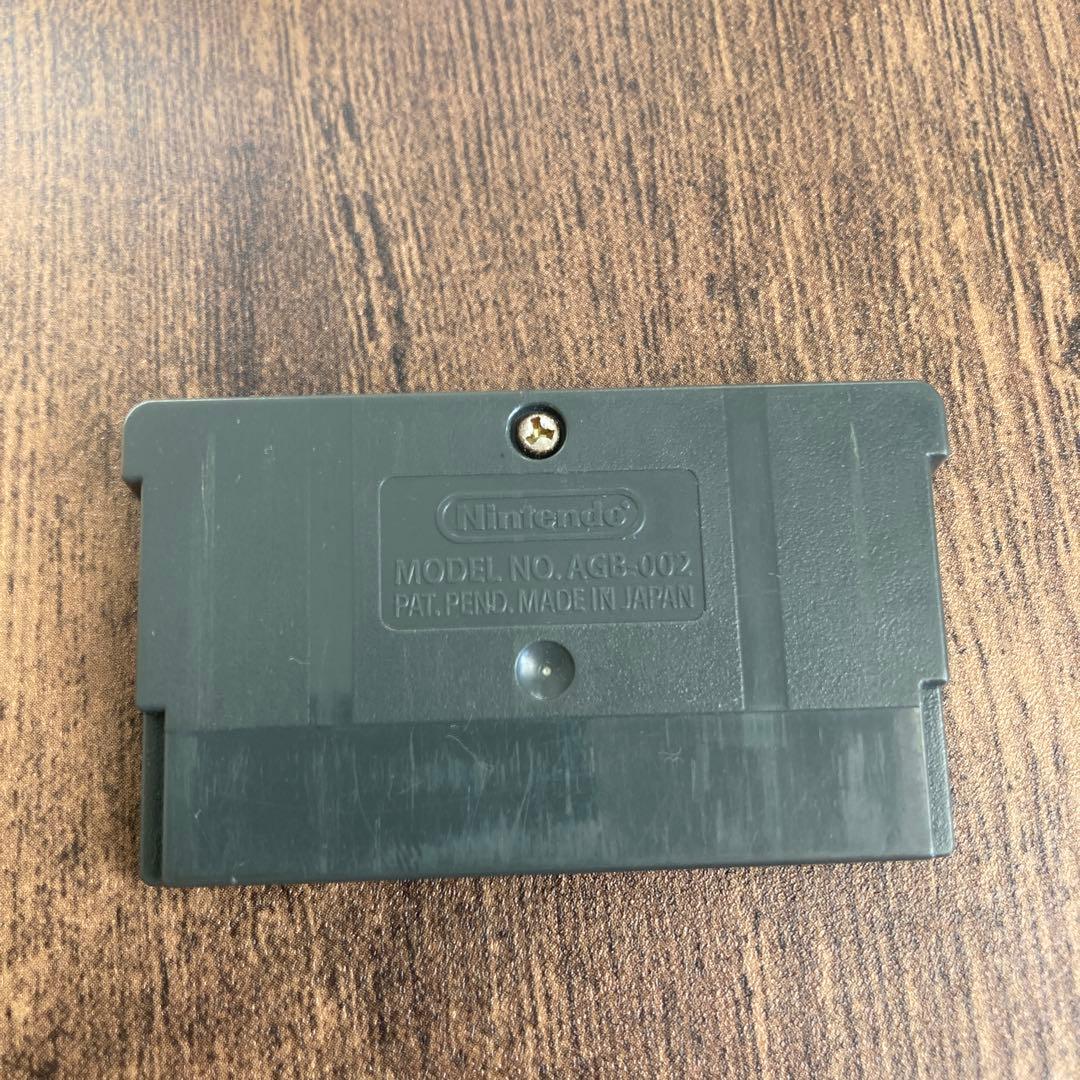 Nintendo
MODEL NO. AGB-002
PAT. PEND. MADE IN JAPAN